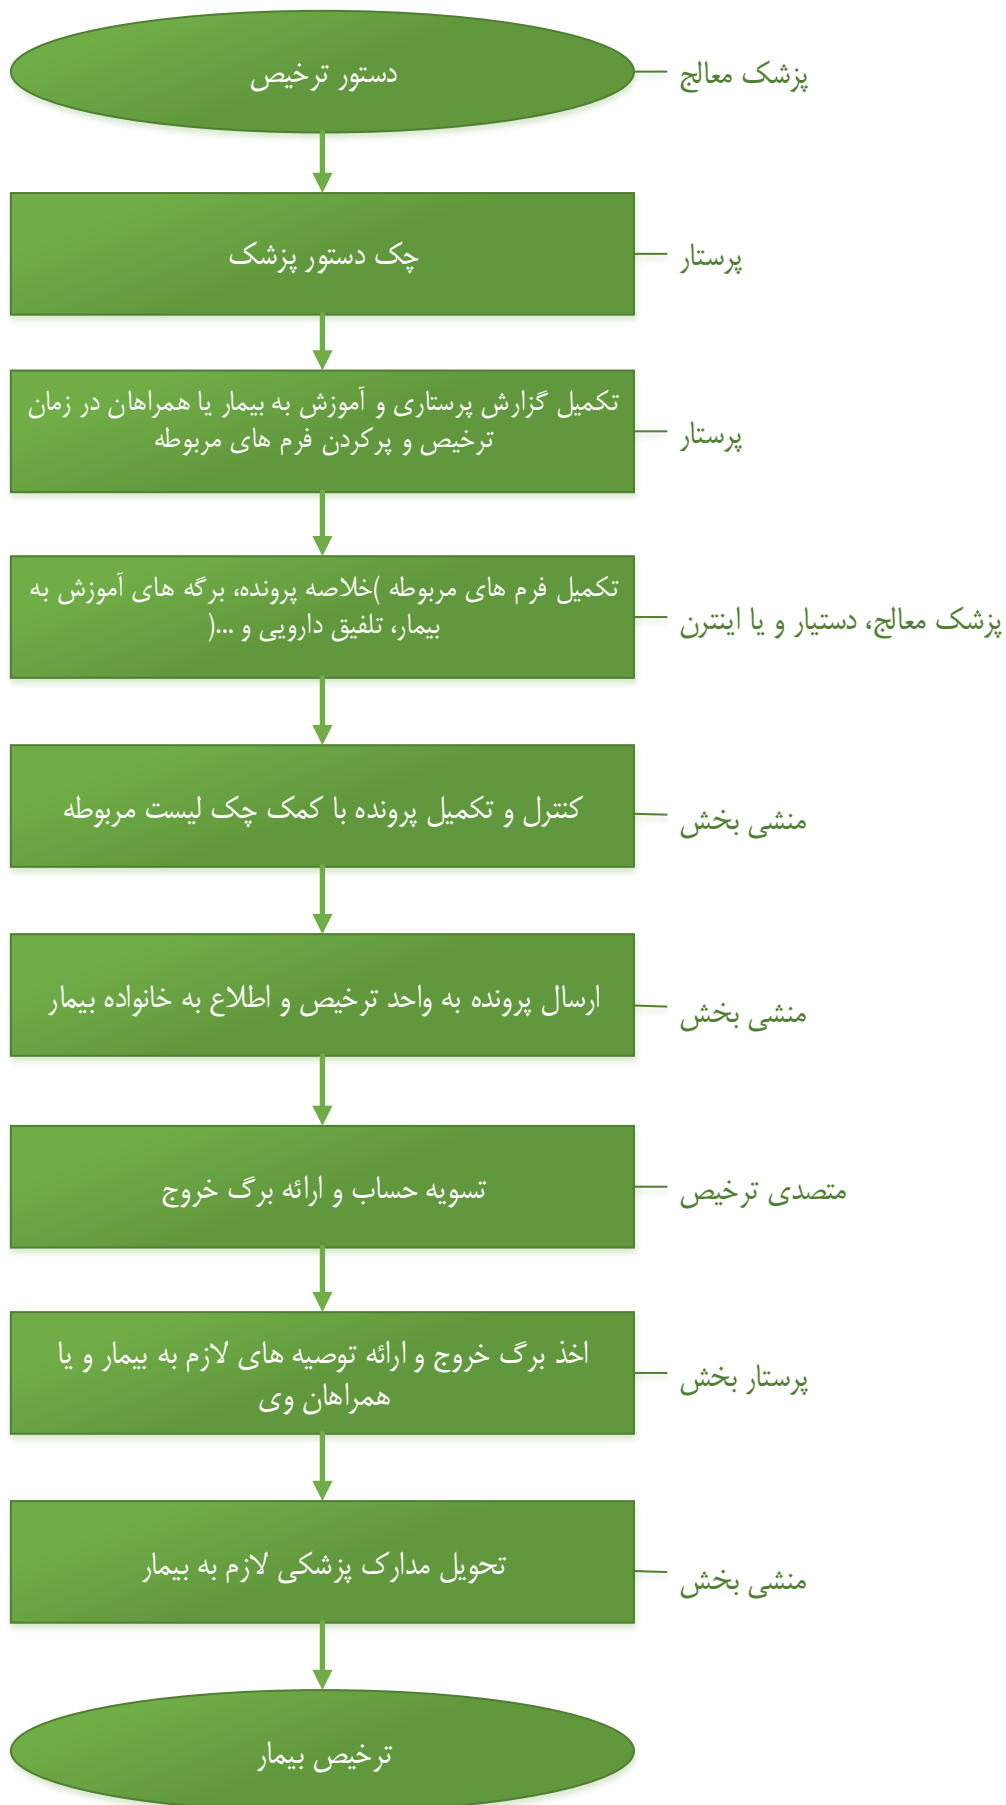 دستور ترخیص
پزشک معالج
چک دستور پزشک
پرستار
تکمیل گزارش پرستاری و آموزش به بیمار یا همراهان در زمان
ترخیص و پرکردن فرم های مربوطه
پرستار
تکمیل فرم های مربوطه )خلاصه پرونده، برگه های آموزش به
بیمار، تلفیق دارویی و ...(
پزشک معالج، دستیار و یا اینترن
کنترل و تکمیل پرونده با کمک چک لیست مربوطه
منشی بخش
ارسال پرونده به واحد ترخیص و اطلاع به خانواده بیمار
منشی بخش
تسویه حساب و ارائه برگ خروج
متصدی ترخیص
اخذ برگ خروج و ارائه توصیه های لازم به بیمار و یا
همراهان وی
پرستار بخش
تحویل مدارک پزشکی لازم به بیمار
منشی بخش
ترخیص بیمار